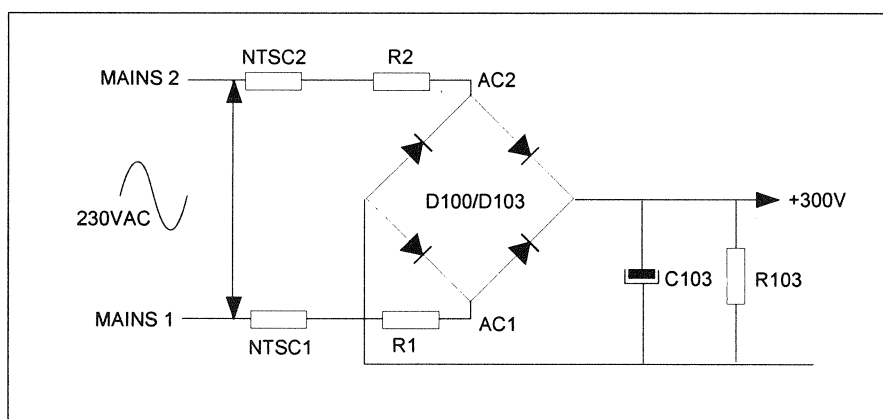 NTSC2
R2
MAINS 2
AC2
D100/D103
+300V
230VAC
C103
R103
MAINS 1
AC1
NTSC1
R1